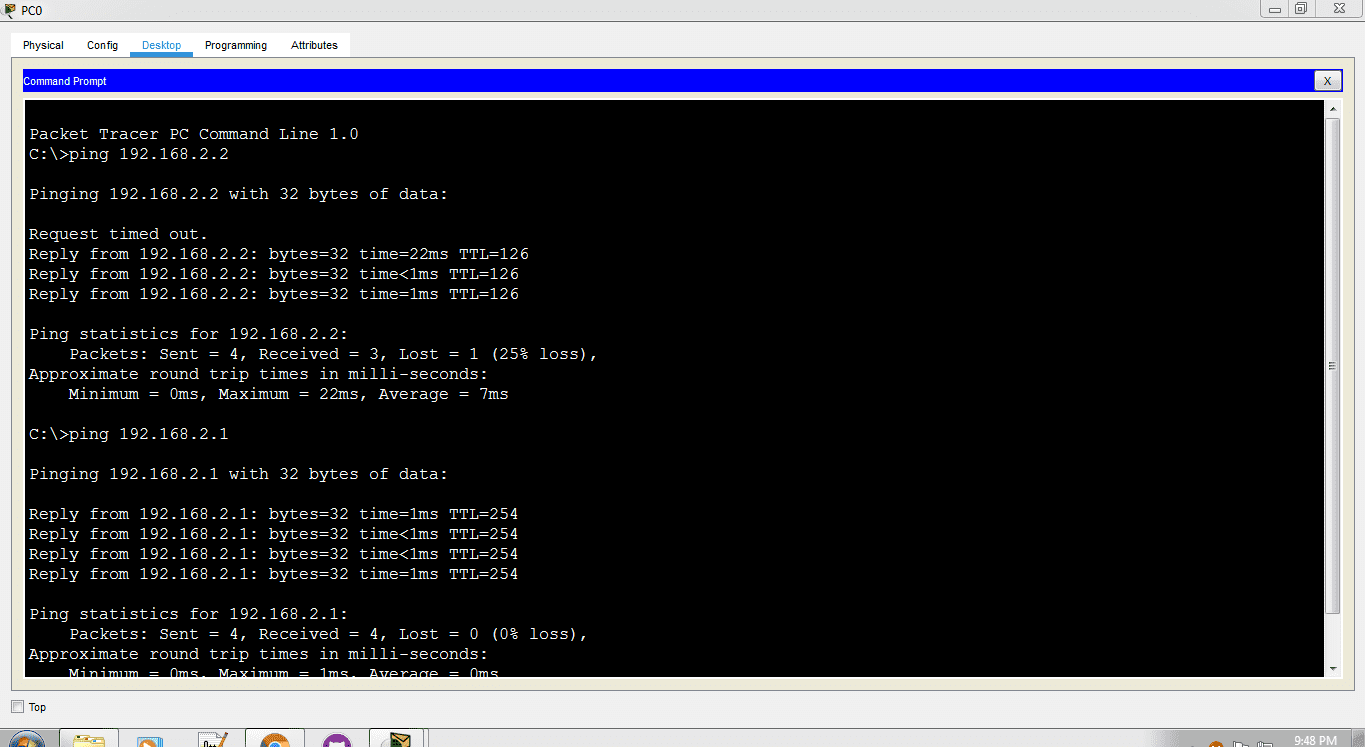 PC0
Physical Config Desktop Programming Attributes
Command Prompt
X
Packet Tracer PC Command Line 1.0
C:\>ping 192.168.2.2
Pinging 192.168.2.2 with 32 bytes of data:
Request timed out.
Reply from 192.168.2.2: bytes=32 time=22ms TTL=126
Reply from 192.168.2.2: bytes=32 time<1ms TTL=126
Reply from 192.168.2.2: bytes=32 time=1ms TTL=126
Ping statistics for 192.168.2.2:
Packets: Sent = 4, Received = 3, Lost = 1 (25% loss),
Approximate round trip times in milli-seconds:
Minimum = 0ms, Maximum = 22ms, Average = 7ms
C:\>ping 192.168.2.1
Pinging 192.168.2.1 with 32 bytes of data:
Reply from 192.168.2.1: bytes=32 time=1ms TTL=254
Reply from 192.168.2.1: bytes=32 time<1ms TTL=254
Reply from 192.168.2.1: bytes=32 time<1ms TTL=254
Reply from 192.168.2.1: bytes=32 time=1ms TTL=254
Ping statistics for 192.168.2.1:
Packets: Sent = 4, Received = 4, Lost = 0 (0% loss),
Approximate round trip times in milli-seconds:
Minimum = 0ms, Maximum = 1ms, Average = 0ms
Top
9:48 PM